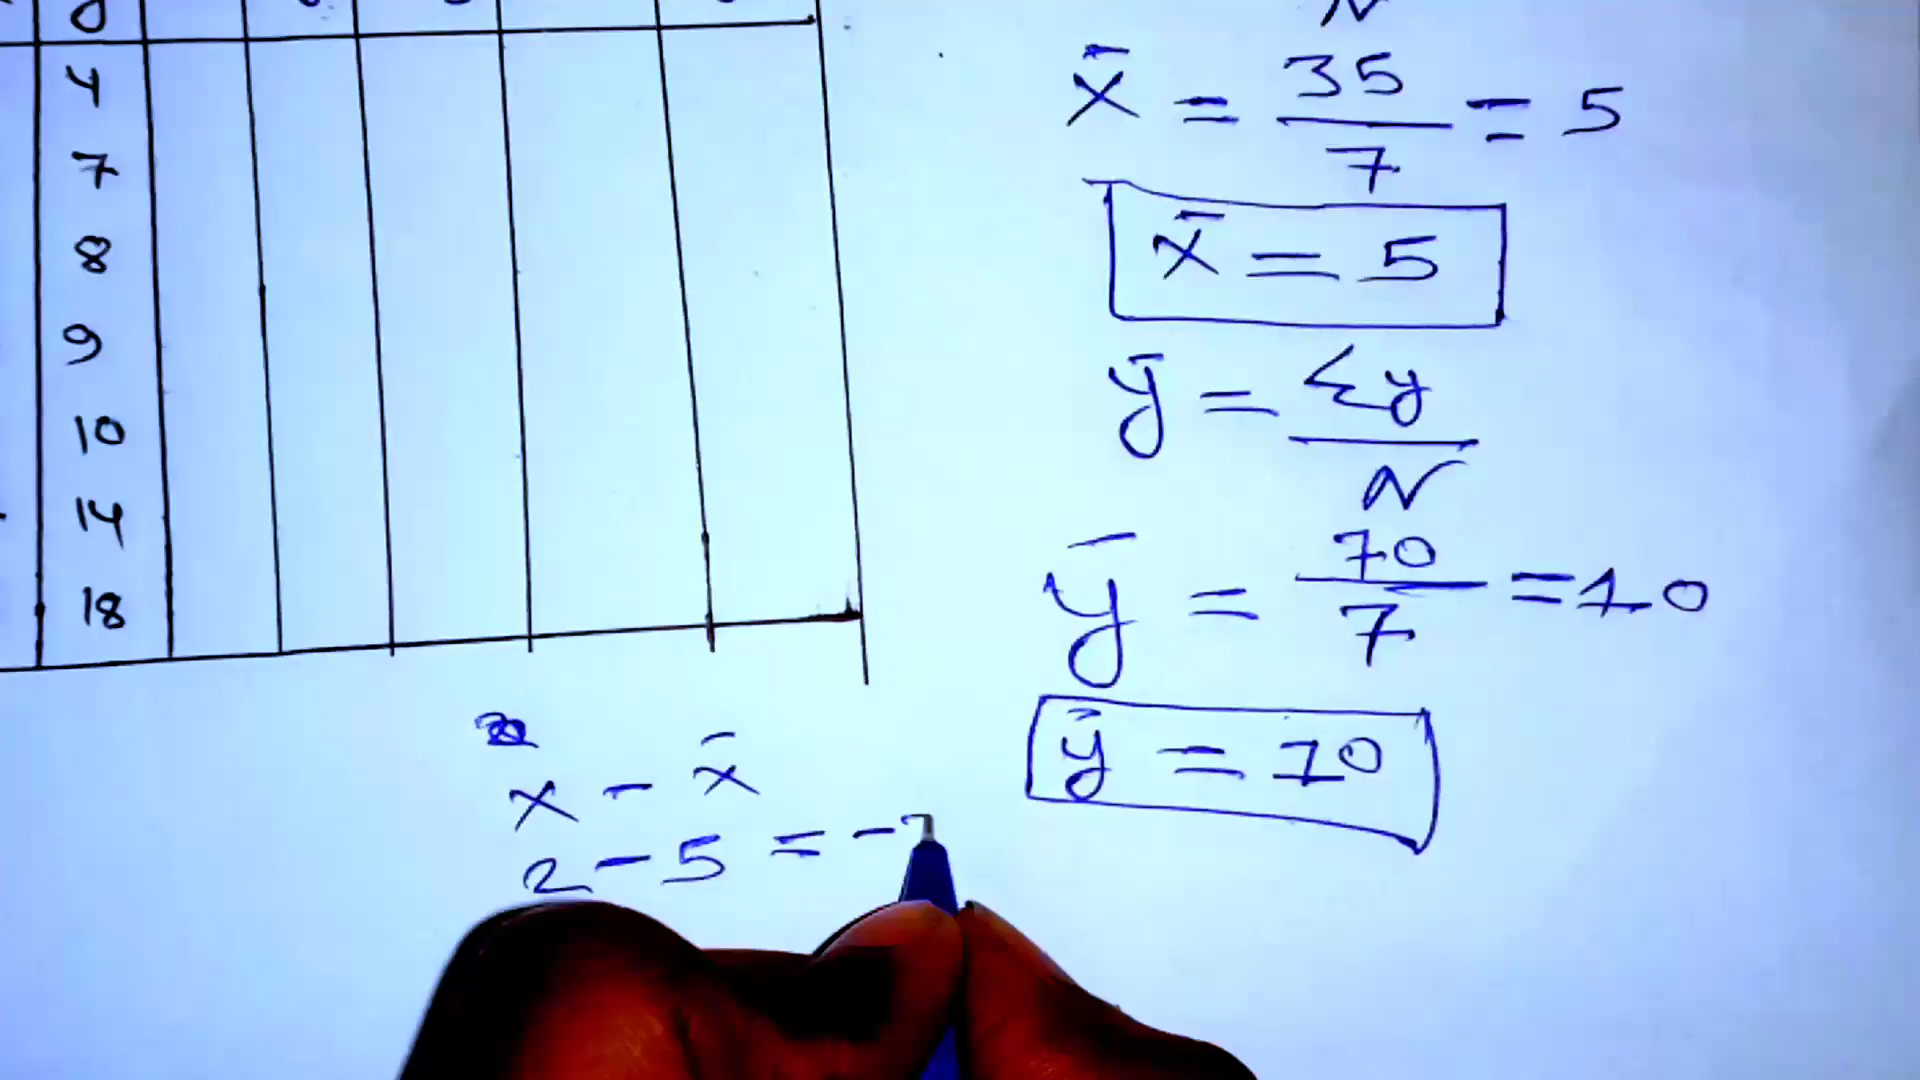 4
7
8
9
10
14
18
N
x̄ = 35/7 = 5
x̄ = 5
ȳ = Σy/N
ȳ = 70/7 = 10
ȳ = 10
x - x̄
2 - 5 = -